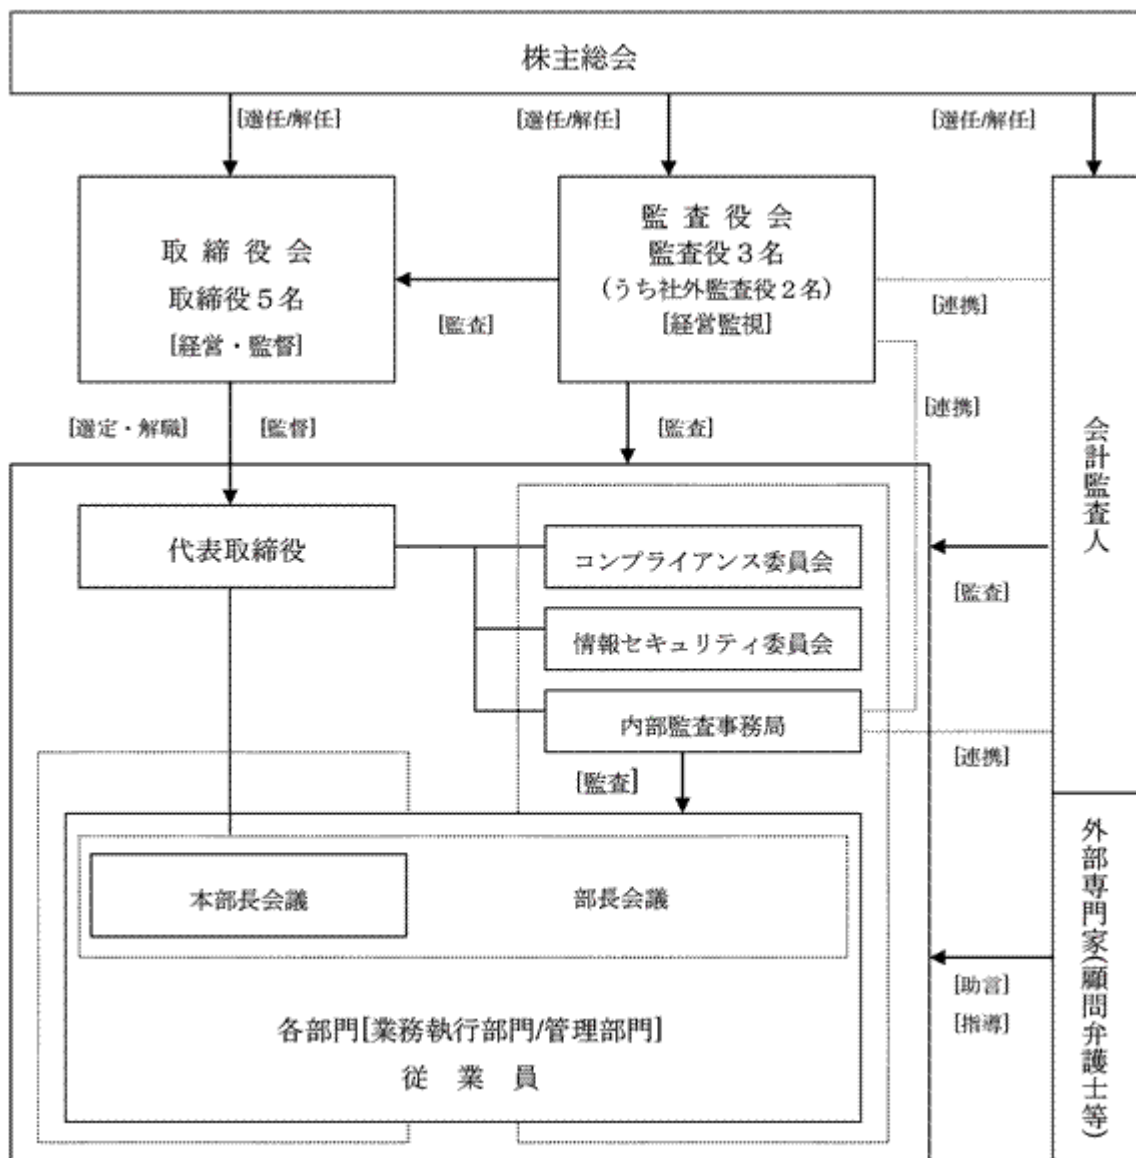 株主総会
[選任/解任]
[選任/解任]
[選任/解任]
取 締 役 会
取締役５名
[経営・監督]
監 査 役 会
監査役３名
(うち社外監査役２名)
[経営監視]
[監査]
[連携]
[連携]
[選定・解職]
[監督]
[監査]
会計監査人
代表取締役
コンプライアンス委員会
情報セキュリティ委員会
内部監査事務局
[監査]
[連携]
[監査]
本部長会議
部長会議
各部門[業務執行部門/管理部門]
従 業 員
外部専門家(顧問弁護士等)
[助言]
[指導]